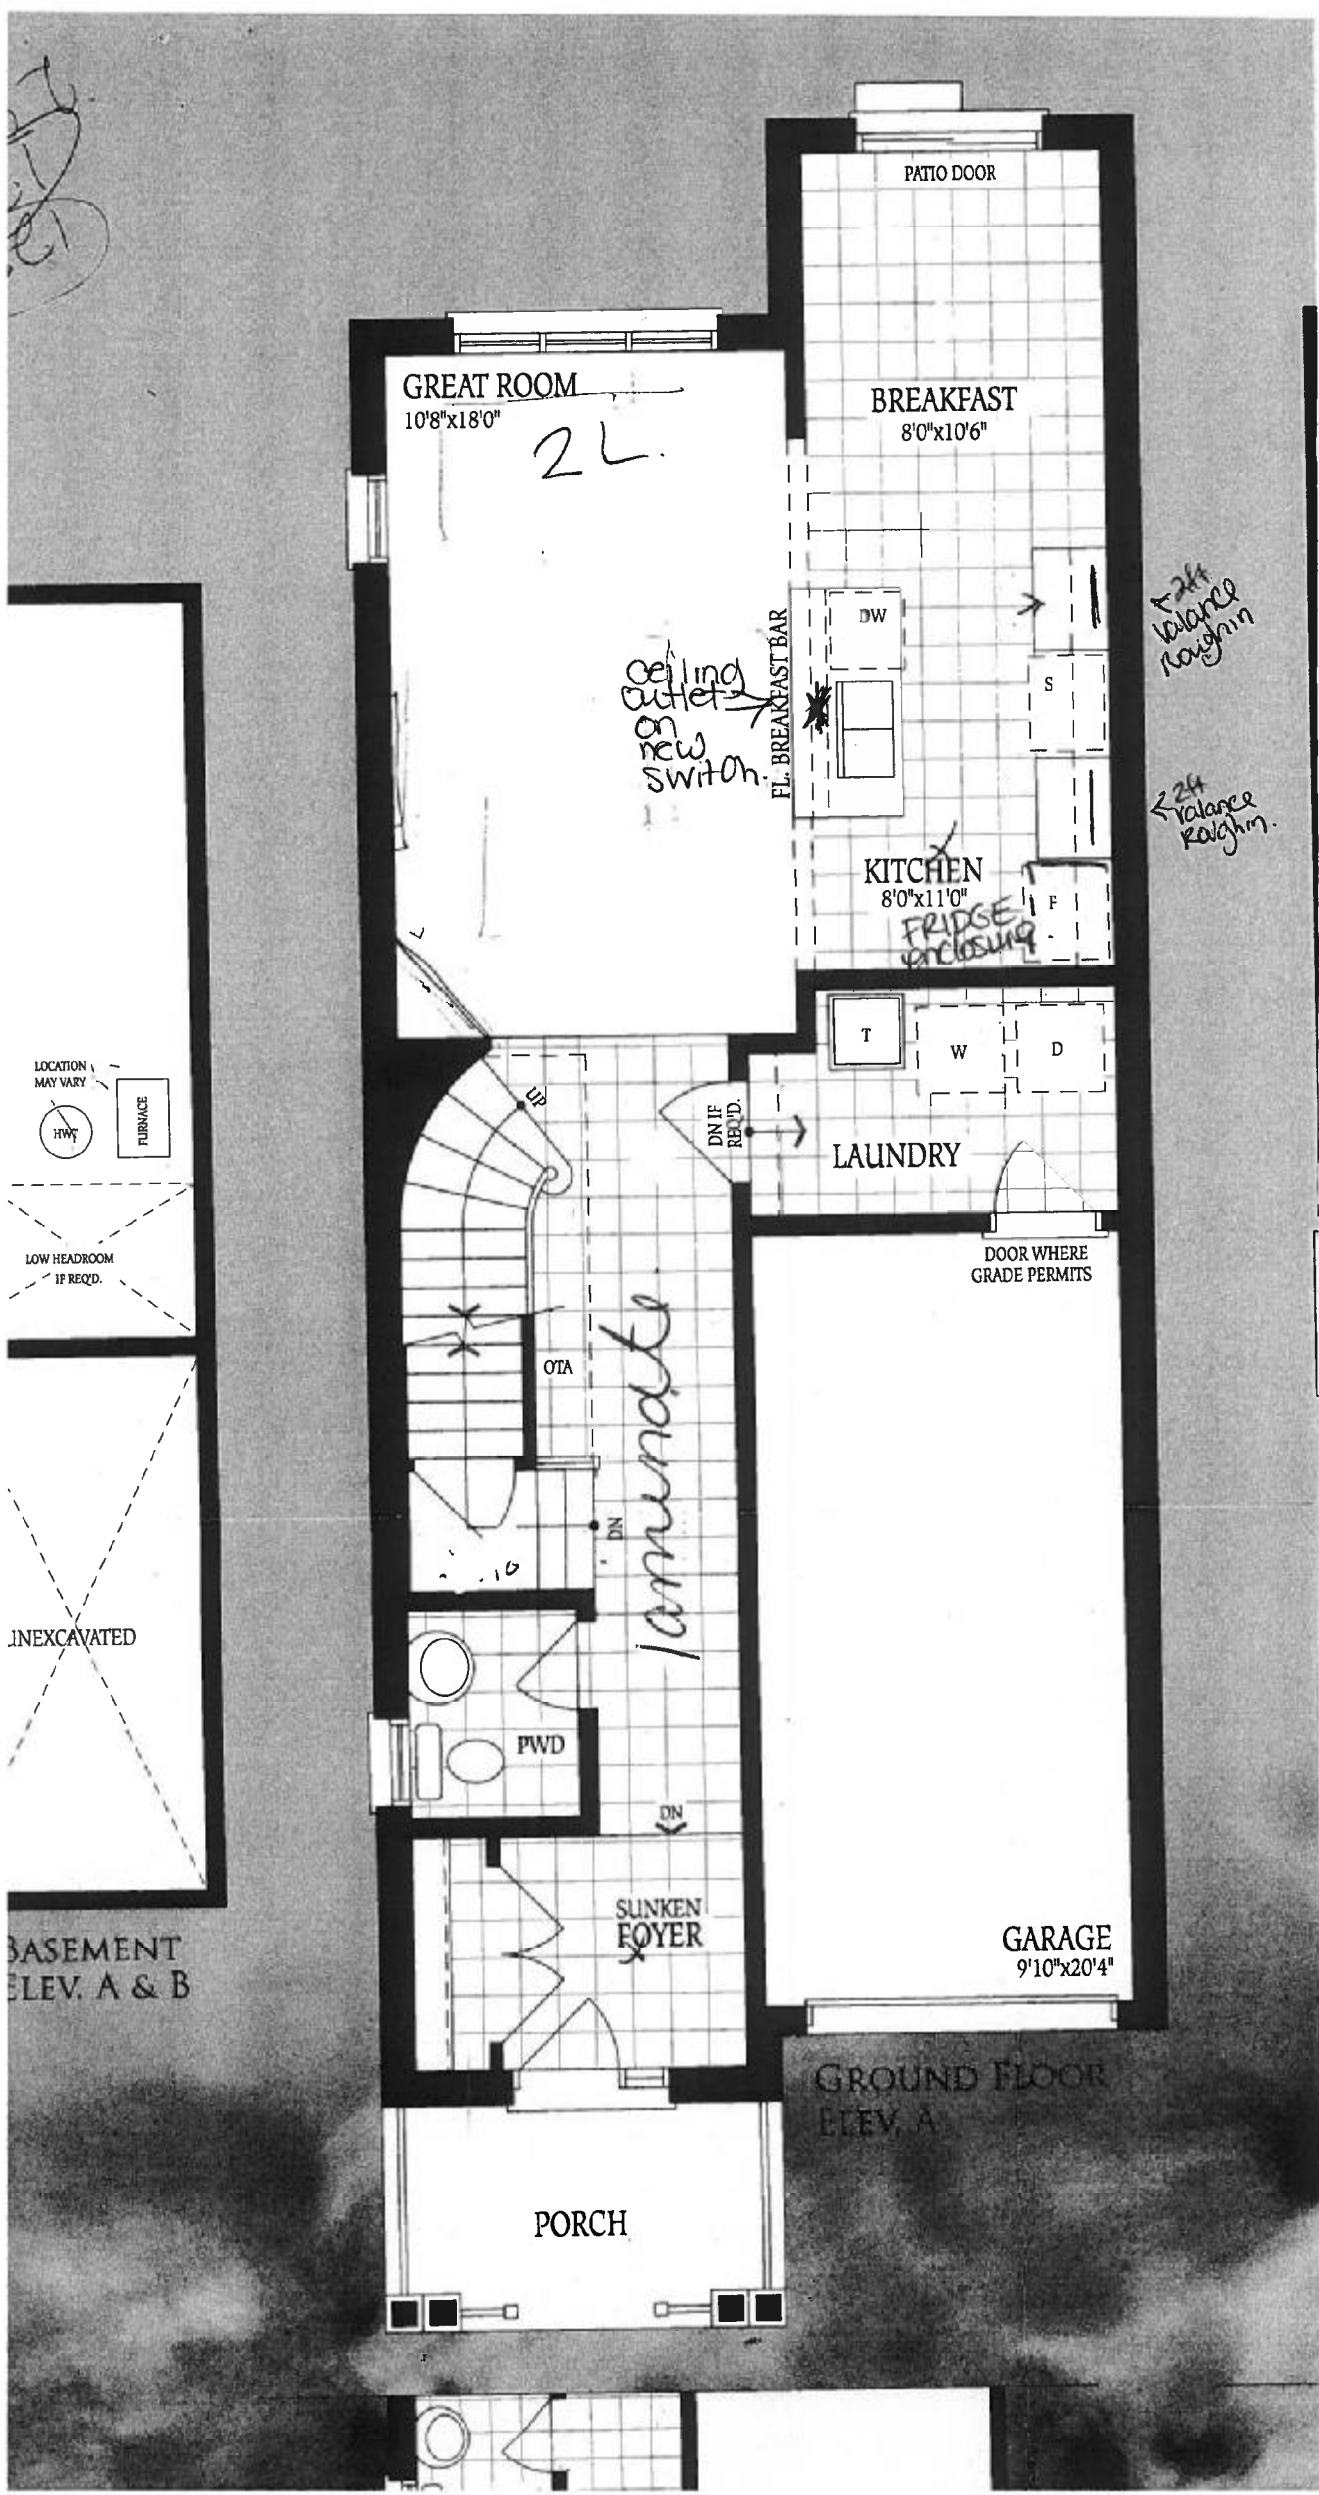 PATIO DOOR
GREAT ROOM
10'8"x18'0"
2L.
BREAKFAST
8'0"x10'6"
2ft
valance
roughin
DW
S
FL. BREAKFAST BAR
ceiling
outlet
on
new
switch.
2ft
valance
roughin.
KITCHEN
8'0"x11'0"
FRIDGE
enclosure
F
T
W
D
LOCATION
MAY VARY
HWT
FURNACE
UP
DN IF
REQ'D.
LAUNDRY
LOW HEADROOM
IF REQ'D.
DOOR WHERE
GRADE PERMITS
OTA
DN
UNEXCAVATED
PWD
DN
SUNKEN
FOYER
GARAGE
9'10"x20'4"
BASEMENT
ELEV. A & B
GROUND FLOOR
ELEV. A
PORCH